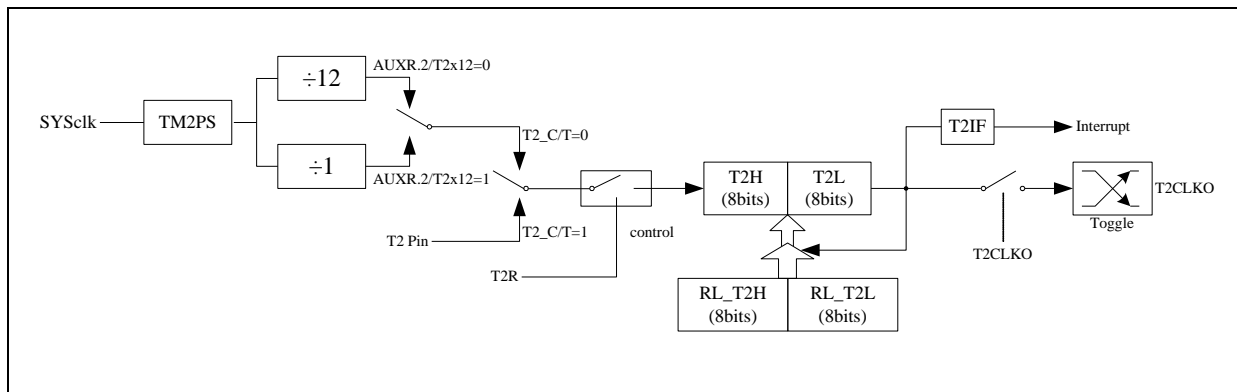 AUXR.2/T2x12=0
÷12
SYSclk
TM2PS
T2_C/T=0
T2IF
Interrupt
÷1
AUXR.2/T2x12=1
T2H
(8bits)
T2L
(8bits)
T2CLKO
Toggle
T2 Pin
T2_C/T=1
control
T2CLKO
T2R
RL_T2H
(8bits)
RL_T2L
(8bits)